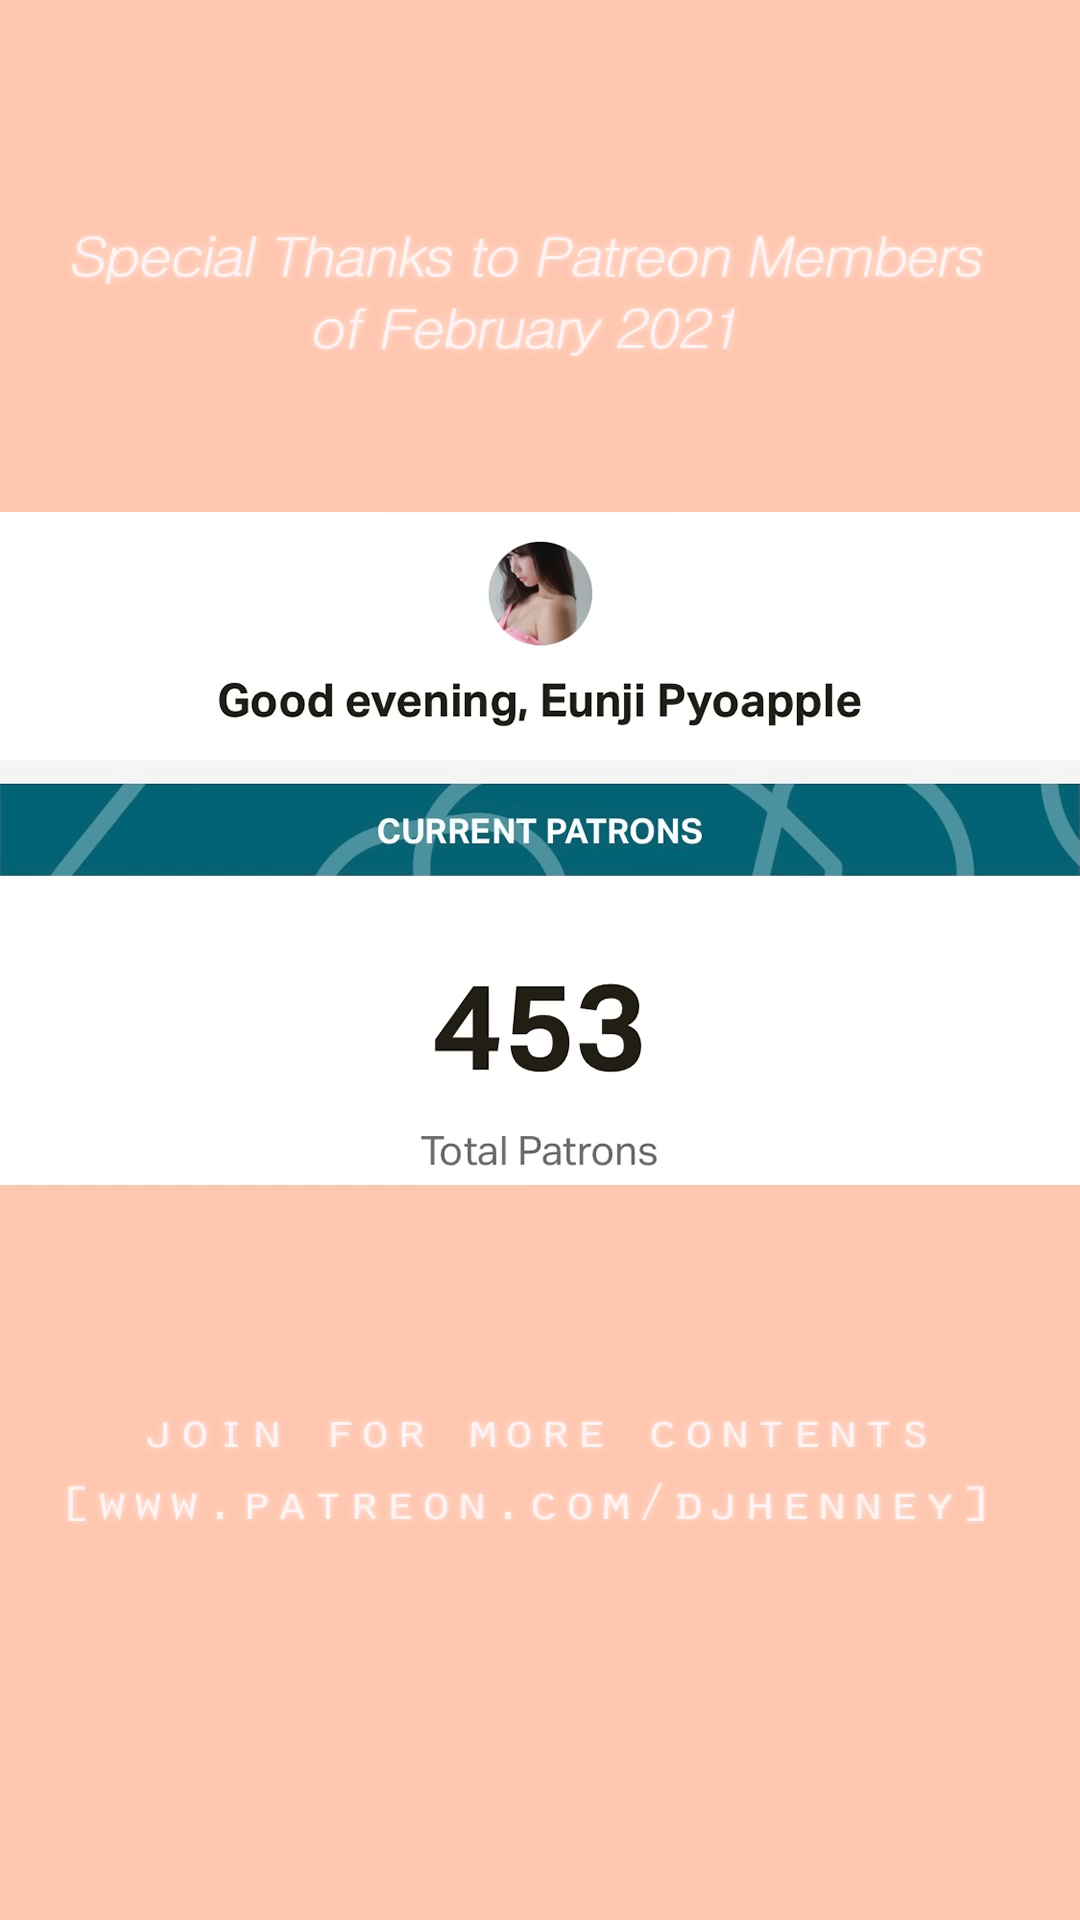 Special Thanks to Patreon Members
of February 2021
Good evening, Eunji Pyoapple
CURRENT PATRONS
453
Total Patrons
JOIN FOR MORE CONTENTS
[WWW.PATREON.COM/DJHENNEY]